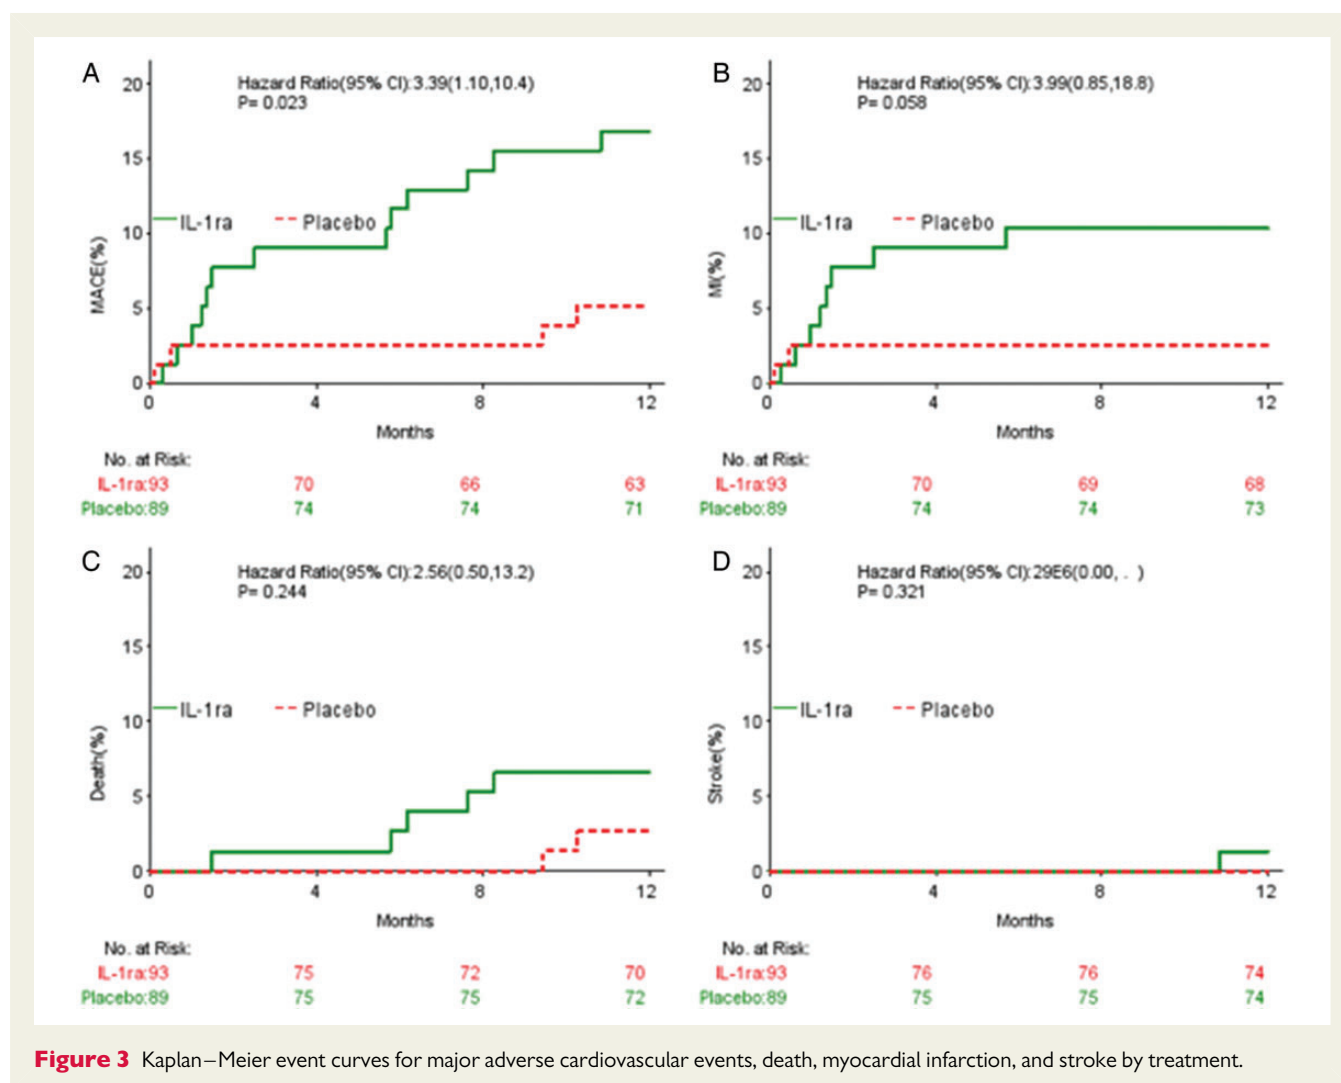 A
Hazard Ratio(95% CI):3.39(1.10,10.4)
P= 0.023
20
15
10
5
0
MACE(%)
IL-1ra
Placebo
0 4 8 12
Months
No. at Risk:
IL-1ra:93 70 66 63
Placebo:89 74 74 71
B
Hazard Ratio(95% CI):3.99(0.85,18.8)
P= 0.058
20
15
10
5
0
MI(%)
IL-1ra
Placebo
0 4 8 12
Months
No. at Risk:
IL-1ra:93 70 69 68
Placebo:89 74 74 73
C
Hazard Ratio(95% CI):2.56(0.50,13.2)
P= 0.244
20
15
10
5
0
Death(%)
IL-1ra
Placebo
0 4 8 12
Months
No. at Risk:
IL-1ra:93 75 72 70
Placebo:89 75 75 72
D
Hazard Ratio(95% CI):29E6(0.00, . )
P= 0.321
20
15
10
5
0
Stroke(%)
IL-1ra
Placebo
0 4 8 12
Months
No. at Risk:
IL-1ra:93 76 76 74
Placebo:89 75 75 74
Figure 3 Kaplan–Meier event curves for major adverse cardiovascular events, death, myocardial infarction, and stroke by treatment.